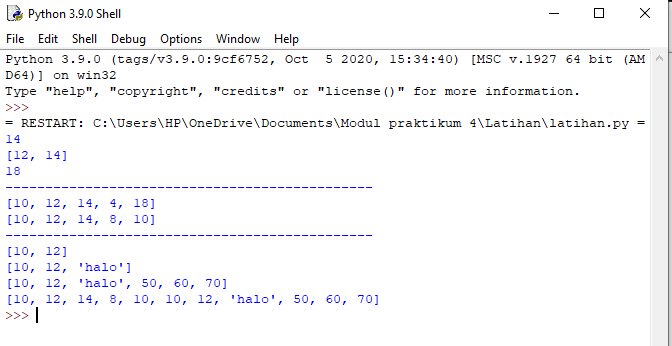 Python 3.9.0 Shell
File Edit Shell Debug Options Window Help
Python 3.9.0 (tags/v3.9.0:9cf6752, Oct  5 2020, 15:34:40) [MSC v.1927 64 bit (AM
D64)] on win32
Type "help", "copyright", "credits" or "license()" for more information.
>>>
= RESTART: C:\Users\HP\OneDrive\Documents\Modul praktikum 4\Latihan\latihan.py =
14
[12, 14]
18
----------------------------------------------
[10, 12, 14, 4, 18]
[10, 12, 14, 8, 10]
----------------------------------------------
[10, 12]
[10, 12, 'halo']
[10, 12, 'halo', 50, 60, 70]
[10, 12, 14, 8, 10, 10, 12, 'halo', 50, 60, 70]
>>>